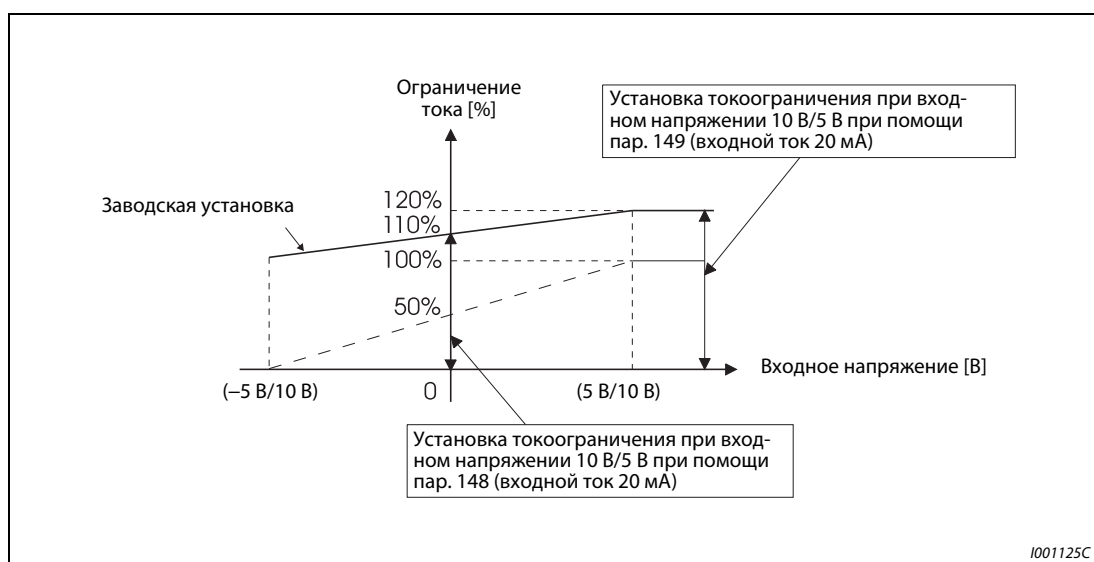 Ограничение
тока [%]
Установка токоограничения при вход-
ном напряжении 10 В/5 В при помощи
пар. 149 (входной ток 20 мА)
Заводская установка
120%
110%
100%
50%
Входное напряжение [В]
(–5 В/10 В)
0
(5 В/10 В)
Установка токоограничения при вход-
ном напряжении 10 В/5 В при помощи
пар. 148 (входной ток 20 мА)
I001125C